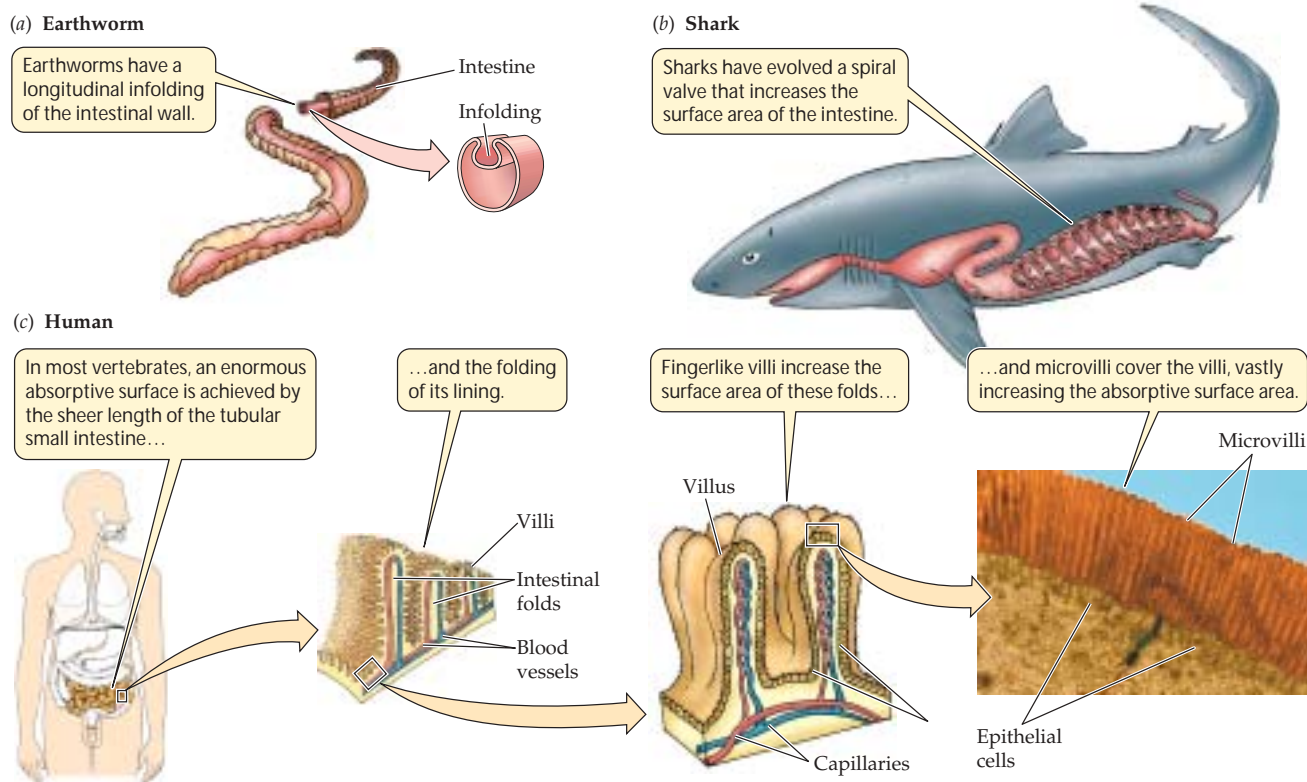 (a) Earthworm
Earthworms have a
longitudinal infolding
of the intestinal wall.
Intestine
Infolding
(b) Shark
Sharks have evolved a spiral
valve that increases the
surface area of the intestine.
(c) Human
In most vertebrates, an enormous
absorptive surface is achieved by
the sheer length of the tubular
small intestine…
…and the folding
of its lining.
Villi
Intestinal
folds
Blood
vessels
Fingerlike villi increase the
surface area of these folds…
Villus
Capillaries
…and microvilli cover the villi, vastly
increasing the absorptive surface area.
Microvilli
Epithelial
cells